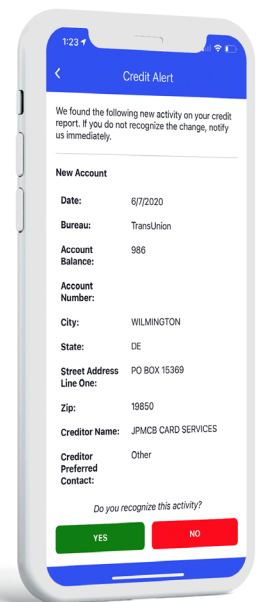 1:23
Credit Alert
We found the following new activity on your credit
report. If you do not recognize the change, notify
us immediately.
New Account
Date: 6/7/2020
Bureau: TransUnion
Account
Balance: 986
Account
Number:
City: WILMINGTON
State: DE
Street Address PO BOX 15369
Line One:
Zip: 19850
Creditor Name: JPMCB CARD SERVICES
Creditor Other
Preferred
Contact:
Do you recognize this activity?
YES NO